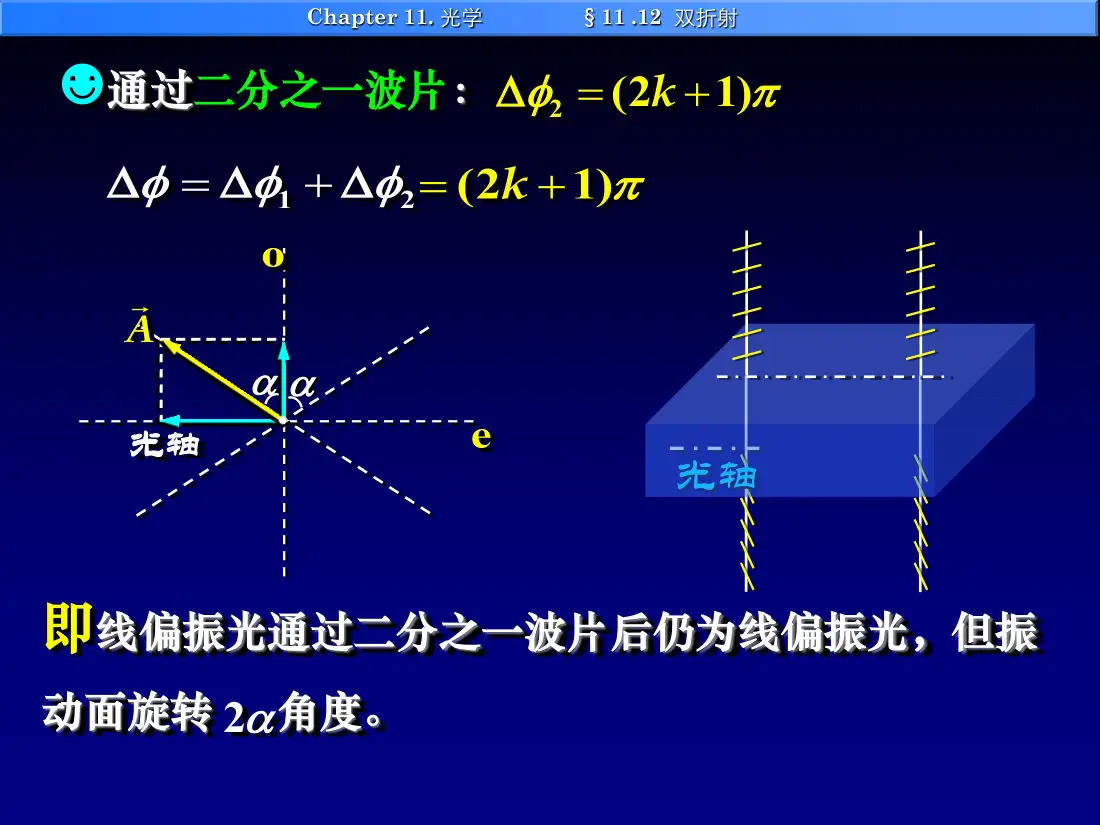 Chapter 11. 光学 §11.12 双折射
☻通过二分之一波片： Δϕ₂ = (2k+1)π
Δϕ = Δϕ₁ + Δϕ₂ = (2k+1)π
o
A⃗
α α
光轴
e
光轴
即线偏振光通过二分之一波片后仍为线偏振光，但振
动面旋转 2α 角度。